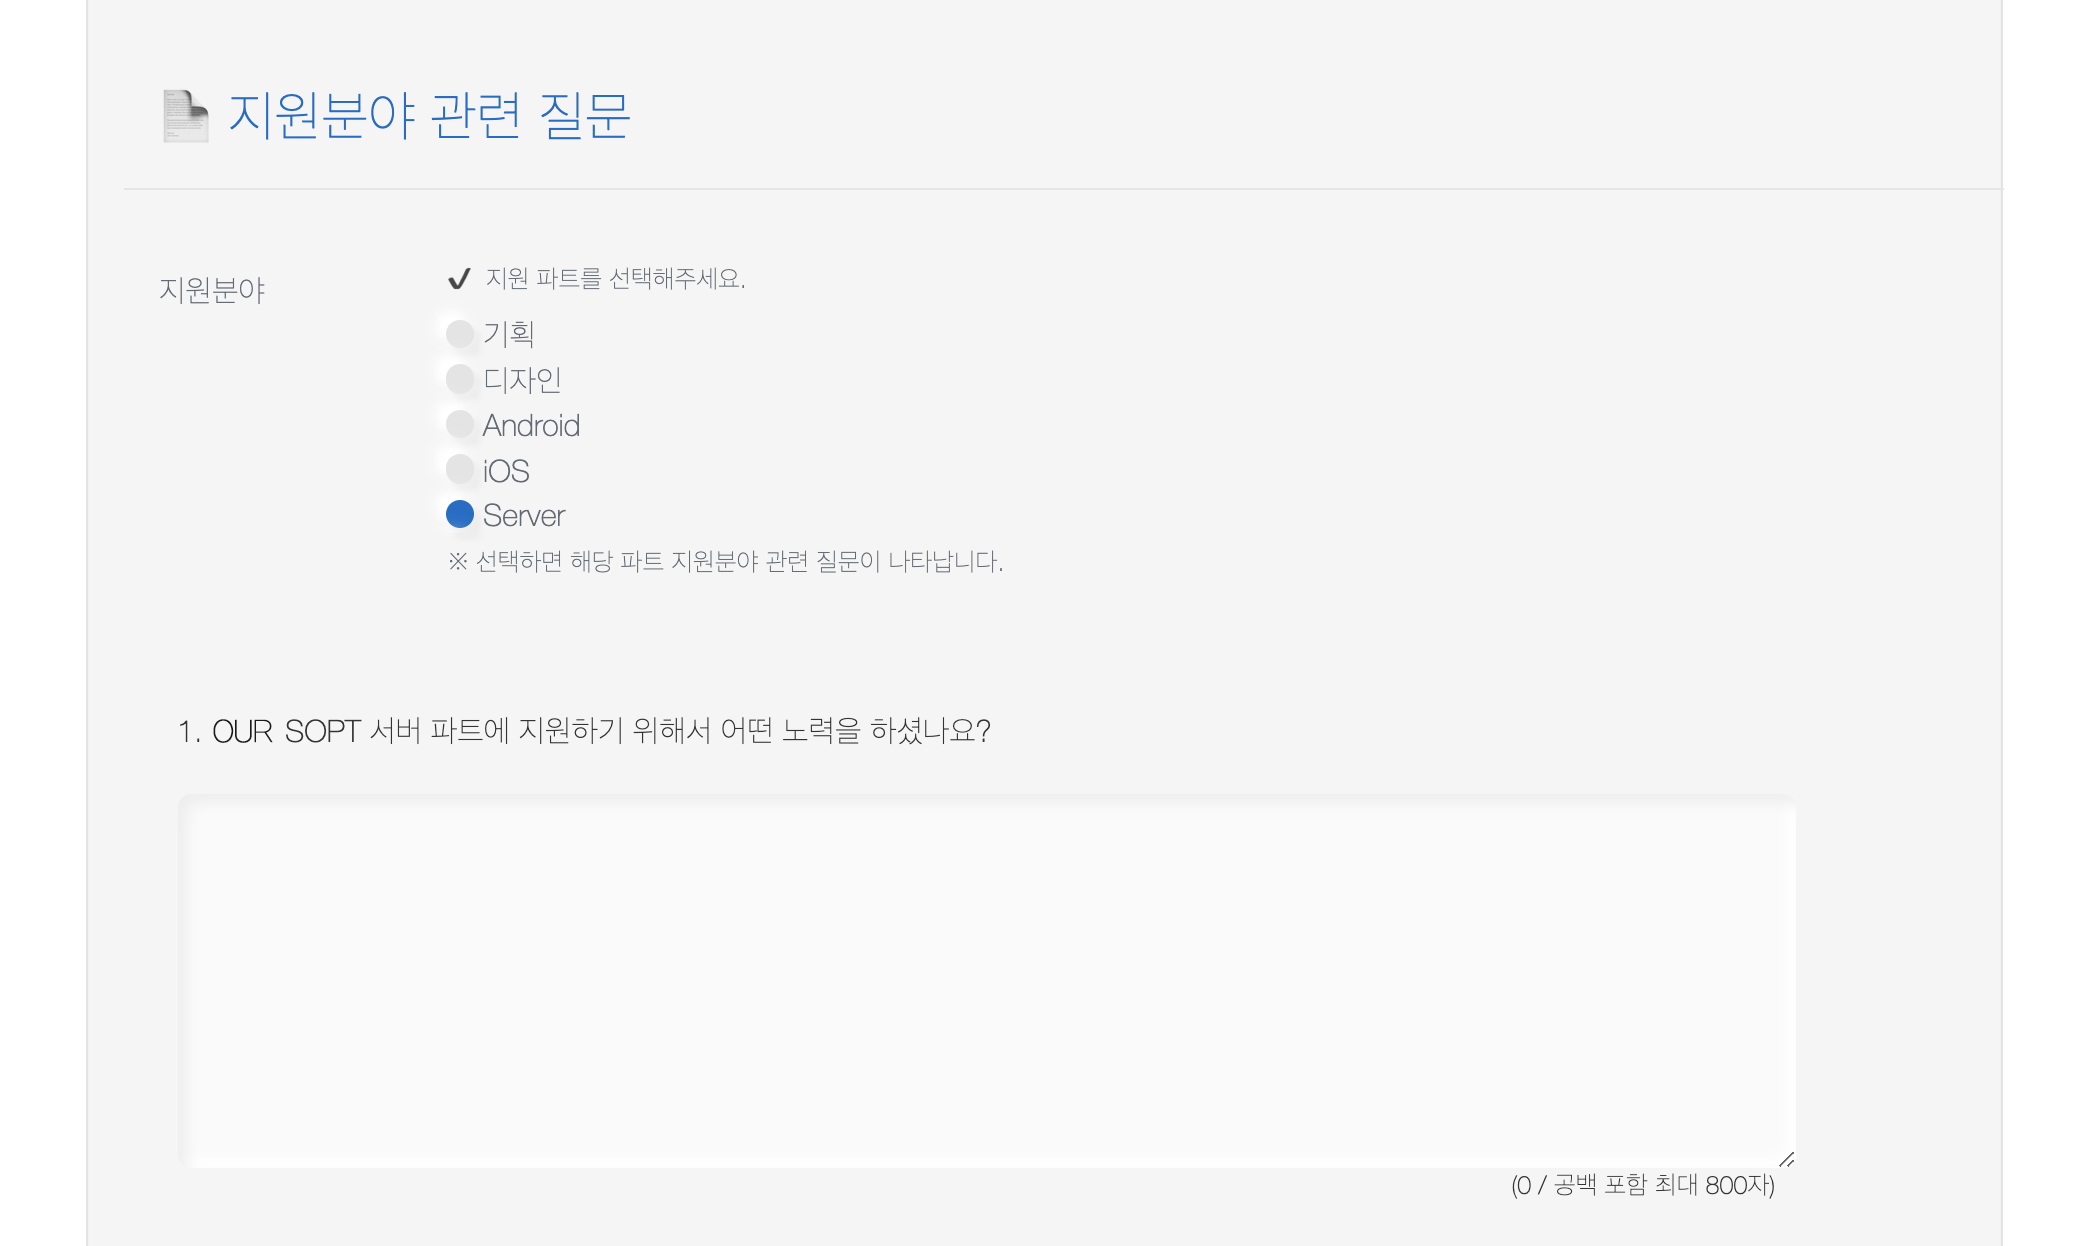 지원분야 관련 질문
지원분야
✔ 지원 파트를 선택해주세요.
기획
디자인
Android
iOS
Server
※ 선택하면 해당 파트 지원분야 관련 질문이 나타납니다.
1. OUR SOPT 서버 파트에 지원하기 위해서 어떤 노력을 하셨나요?
(0 / 공백 포함 최대 800자)